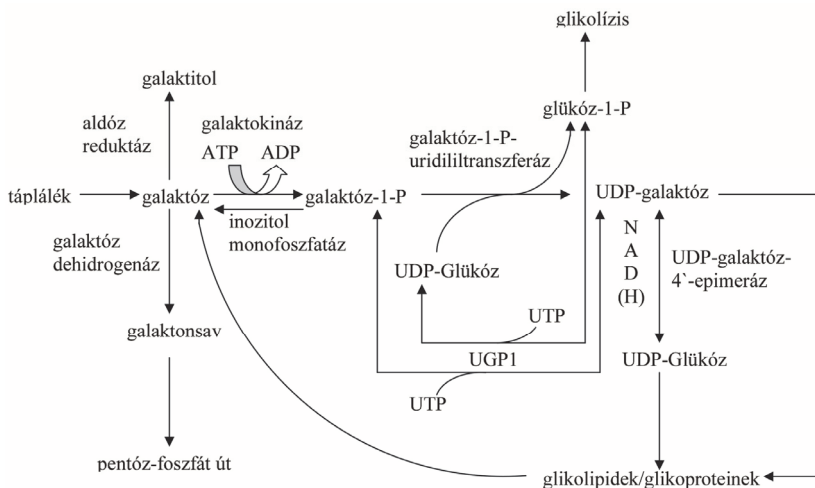 glikolízis
galaktitol
glükóz-1-P
aldóz
reduktáz
galaktokináz
ATP ADP
galaktóz-1-P-
uridililtranszferáz
táplálék
galaktóz
galaktóz-1-P
UDP-galaktóz
inozitol
monofoszfatáz
galaktóz
dehidrogenáz
N
A
D
(H)
UDP-galaktóz-
4`-epimeráz
UDP-Glükóz
galaktonsav
UTP
UGP1
UDP-Glükóz
UTP
pentóz-foszfát út
glikolipidek/glikoproteinek